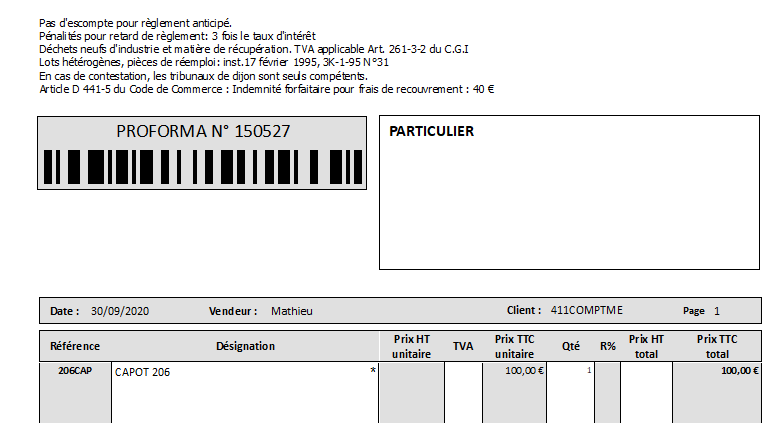 Pas d'escompte pour règlement anticipé.
Pénalités pour retard de règlement: 3 fois le taux d'intérêt
Déchets neufs d'industrie et matière de récupération. TVA applicable Art. 261-3-2 du C.G.I
Lots hétérogènes, pièces de réemploi: inst.17 février 1995, 3K-1-95 N°31
En cas de contestation, les tribunaux de dijon sont seuls compétents.
Article D 441-5 du Code de Commerce : Indemnité forfaitaire pour frais de recouvrement : 40 €
PROFORMA N° 150527
PARTICULIER
Date : 30/09/2020 Vendeur : Mathieu Client : 411COMPTME Page 1
Référence Désignation Prix HT unitaire TVA Prix TTC unitaire Qté R% Prix HT total Prix TTC total
206CAP CAPOT 206 * 100,00 € 1 100,00 €